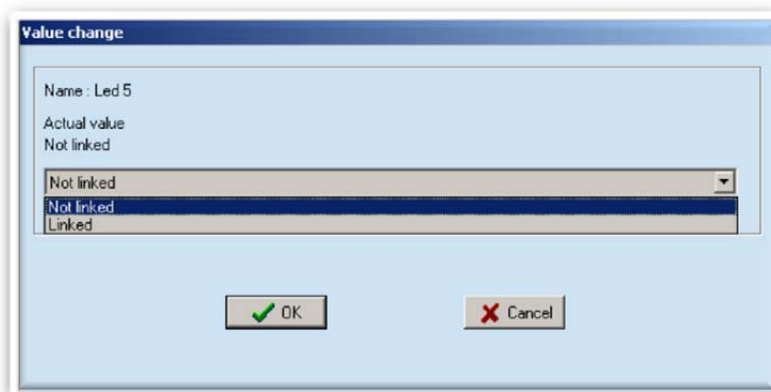 Value change
Name : Led 5
Actual value
Not linked
Not linked
Not linked
Linked
OK
Cancel